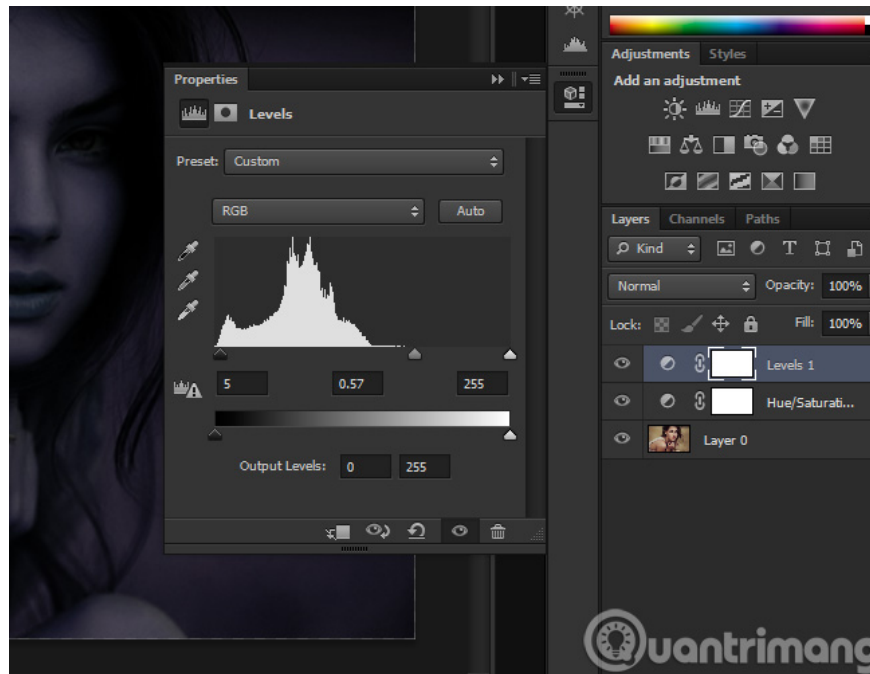 Properties
Levels
Preset: Custom
RGB
Auto
5 0.57 255
Output Levels: 0 255
Adjustments Styles
Add an adjustment
Layers Channels Paths
Kind
Normal Opacity: 100%
Lock: Fill: 100%
Levels 1
Hue/Saturati...
Layer 0
Quantrimang